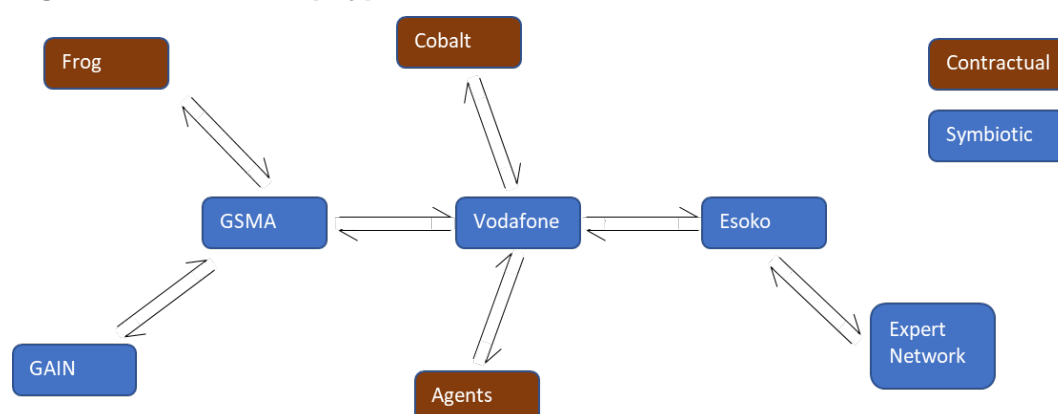 Cobalt
Frog
Contractual
Symbiotic
GSMA
Vodafone
Esoko
Expert
Network
GAIN
Agents